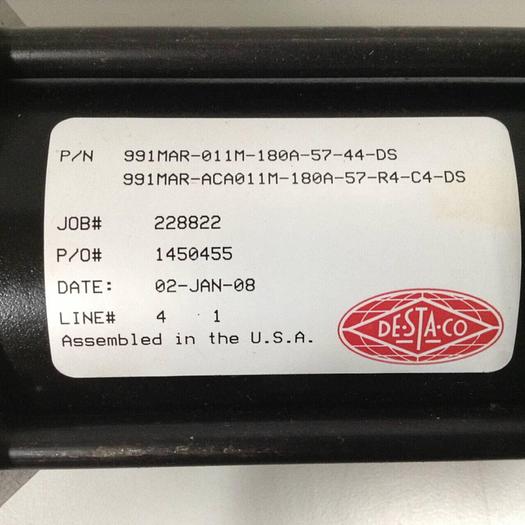 P/N 991MAR-011M-180A-57-44-DS
991MAR-ACA011M-180A-57-R4-C4-DS
JOB# 228822
P/O# 1450455
DATE: 02-JAN-08
LINE# 4 1
Assembled in the U.S.A.
DE-STA-CO